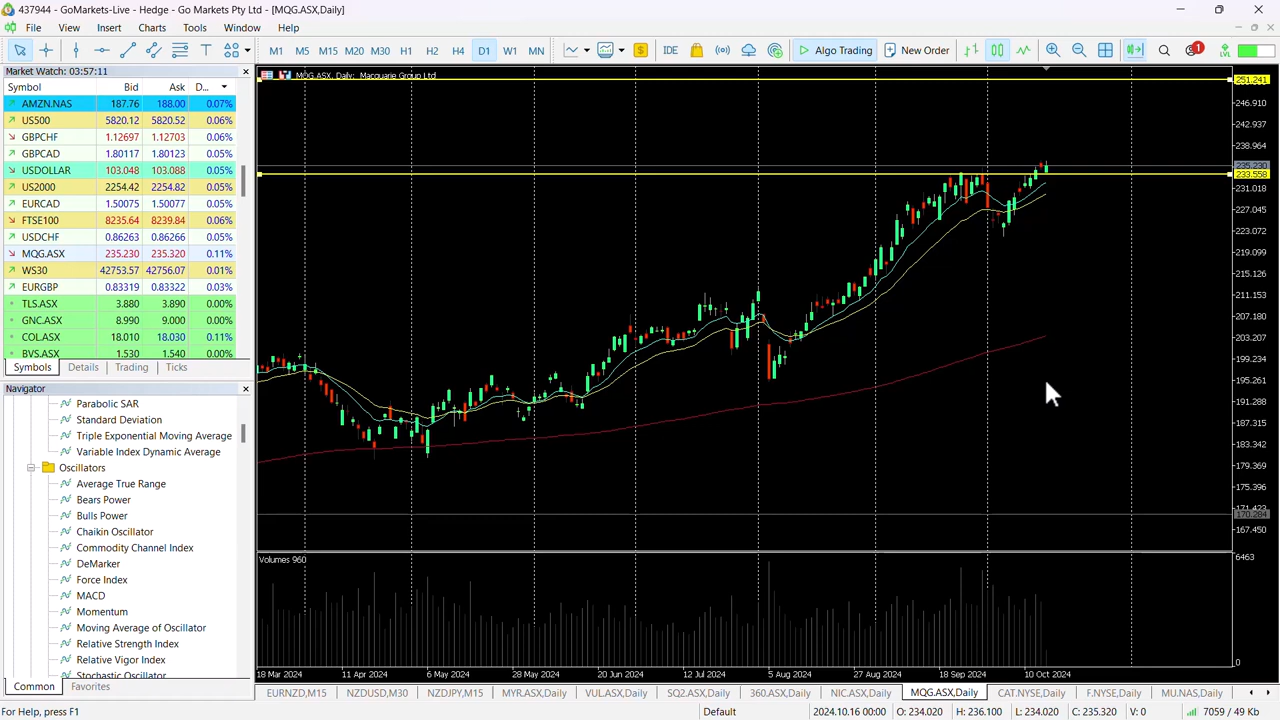 437944 - GoMarkets-Live - Hedge - Go Markets Pty Ltd - [MQG.ASX,Daily]
File View Insert Charts Tools Window Help
M1 M5 M15 M20 M30 H1 H2 H4 D1 W1 MN IDE Algo Trading New Order 1 LVL
Market Watch: 03:57:11
Symbol Bid Ask D...
AMZN.NAS 187.76 188.00 0.07%
US500 5820.12 5820.52 0.06%
GBPCHF 1.12697 1.12703 0.06%
GBPCAD 1.80117 1.80123 0.05%
USDOLLAR 103.048 103.088 0.05%
US2000 2254.42 2254.82 0.05%
EURCAD 1.50075 1.50077 0.05%
FTSE100 8235.64 8239.84 0.06%
USDCHF 0.86263 0.86266 0.05%
MQG.ASX 235.230 235.320 0.11%
WS30 42753.57 42756.07 0.01%
EURGBP 0.83319 0.83322 0.03%
TLS.ASX 3.880 3.890 0.00%
GNC.ASX 8.990 9.000 0.00%
COL.ASX 18.010 18.030 0.11%
BVS.ASX 1.530 1.540 0.00%
Symbols Details Trading Ticks
Navigator
Parabolic SAR
Standard Deviation
Triple Exponential Moving Average
Variable Index Dynamic Average
Oscillators
Average True Range
Bears Power
Bulls Power
Chaikin Oscillator
Commodity Channel Index
DeMarker
Force Index
MACD
Momentum
Moving Average of Oscillator
Relative Strength Index
Relative Vigor Index
Stochastic Oscillator
Common Favorites
MQG.ASX, Daily: Macquarie Group Ltd
251.241
246.910
242.937
238.964
235.230
233.558
231.018
227.045
223.072
219.099
215.126
211.153
207.180
203.207
199.234
195.261
191.288
187.315
183.342
179.369
175.396
171.423
167.450
Volumes 960
6463
0
18 Mar 2024 11 Apr 2024 6 May 2024 28 May 2024 20 Jun 2024 12 Jul 2024 5 Aug 2024 27 Aug 2024 18 Sep 2024 10 Oct 2024
EURNZD,M15 NZDUSD,M30 NZDJPY,M15 MYR.ASX,Daily VUL.ASX,Daily SQ2.ASX,Daily 360.ASX,Daily NIC.ASX,Daily MQG.ASX,Daily CAT.NYSE,Daily F.NYSE,Daily MU.NAS,Daily
For Help, press F1 Default 2024.10.16 00:00 O: 234.020 H: 236.100 L: 234.020 C: 235.320 V: 0 7059 / 49 Kb